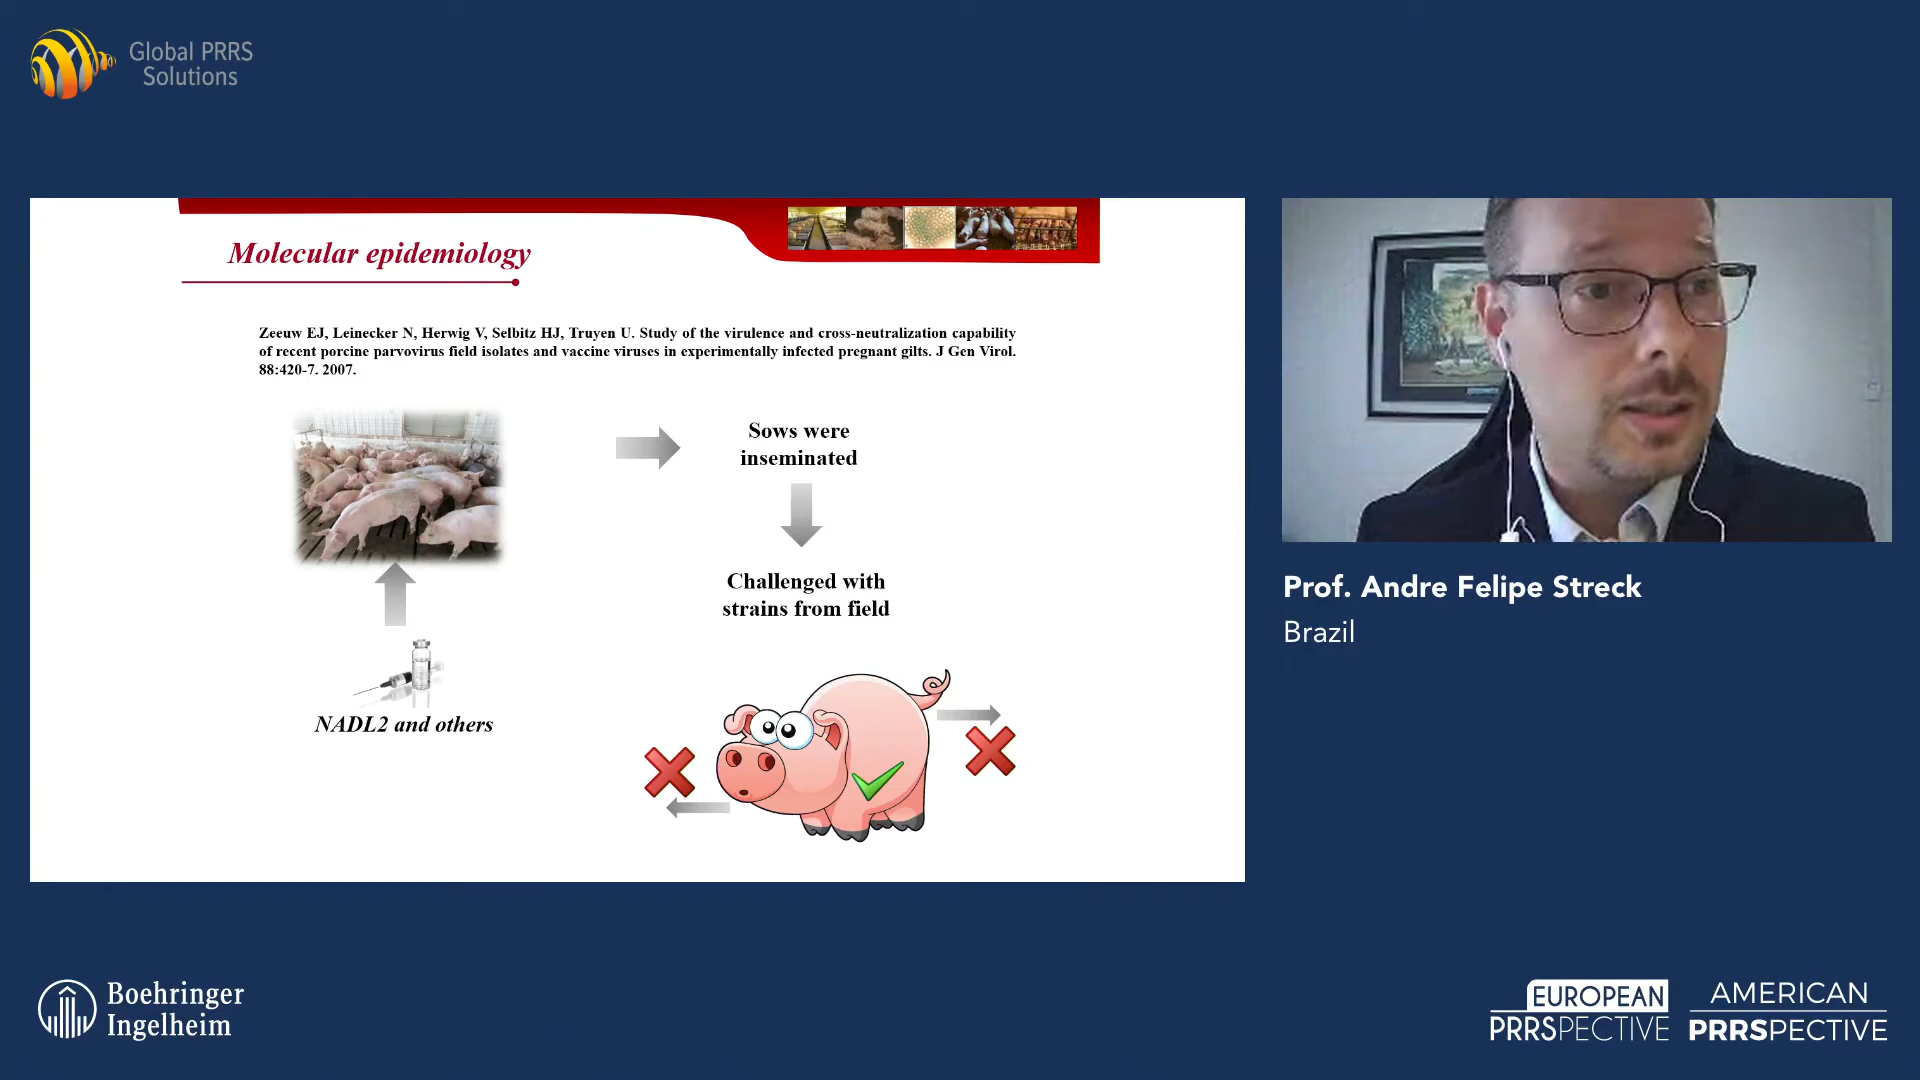 Global PRRS
Solutions
Molecular epidemiology
Zeeuw EJ, Leinecker N, Herwig V, Selbitz HJ, Truyen U. Study of the virulence and cross-neutralization capability
of recent porcine parvovirus field isolates and vaccine viruses in experimentally infected pregnant gilts. J Gen Virol.
88:420-7. 2007.
Sows were
inseminated
Challenged with
strains from field
NADL2 and others
Prof. Andre Felipe Streck
Brazil
Boehringer
Ingelheim
EUROPEAN
PRRSPECTIVE
AMERICAN
PRRSPECTIVE